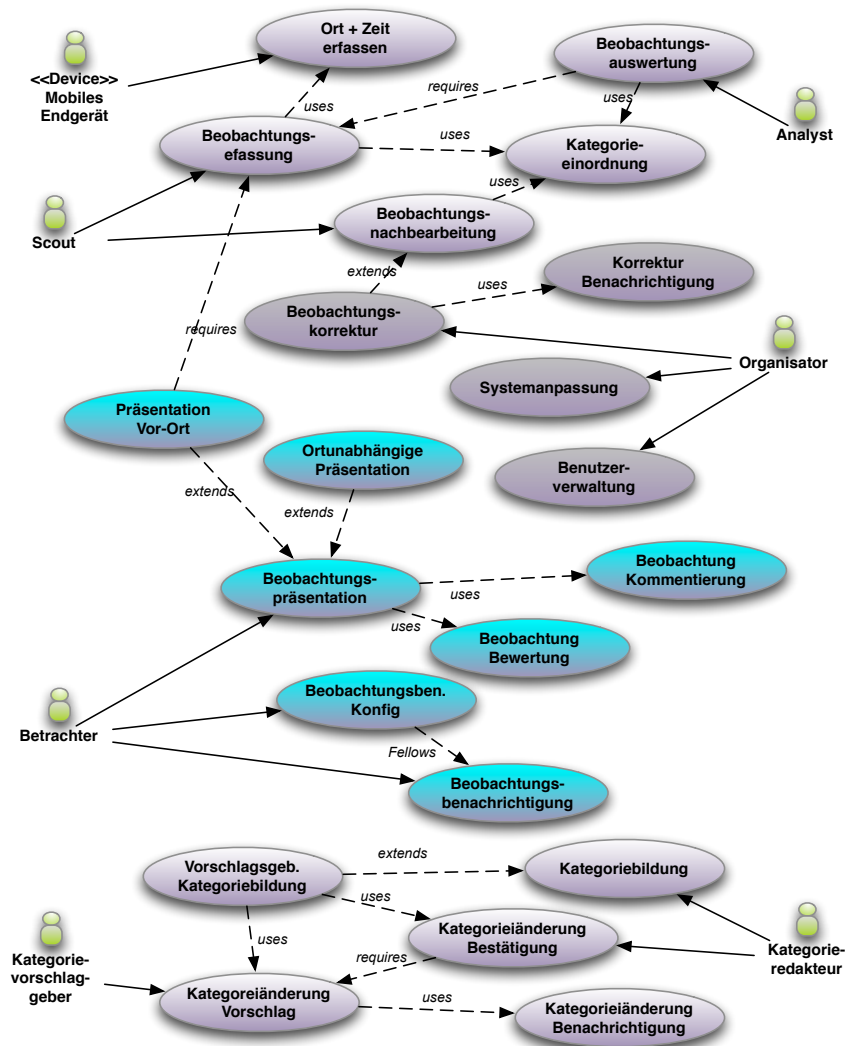 Ort + Zeit
erfassen
Beobachtungs-
auswertung
<<Device>>
Mobiles
Endgerät
requires
uses
uses
Beobachtungs-
efassung
uses
Kategorie-
einordnung
Analyst
uses
Scout
Beobachtungs-
nachbearbeitung
extends
uses
Korrektur
Benachrichtigung
Beobachtungs-
korrektur
requires
Organisator
Systemanpassung
Präsentation
Vor-Ort
Ortunabhängige
Präsentation
Benutzer-
verwaltung
extends
extends
Beobachtungs-
präsentation
uses
Beobachtung
Kommentierung
uses
Beobachtung
Bewertung
Beobachtungsben.
Konfig
Betrachter
Fellows
Beobachtungs-
benachrichtigung
Vorschlagsgeb.
Kategoriebildung
extends
Kategoriebildung
uses
Kategorieiänderung
Bestätigung
uses
requires
Kategorie-
vorschlag-
geber
Kategorie-
redakteur
Kategoreiänderung
Vorschlag
uses
Kategorieiänderung
Benachrichtigung